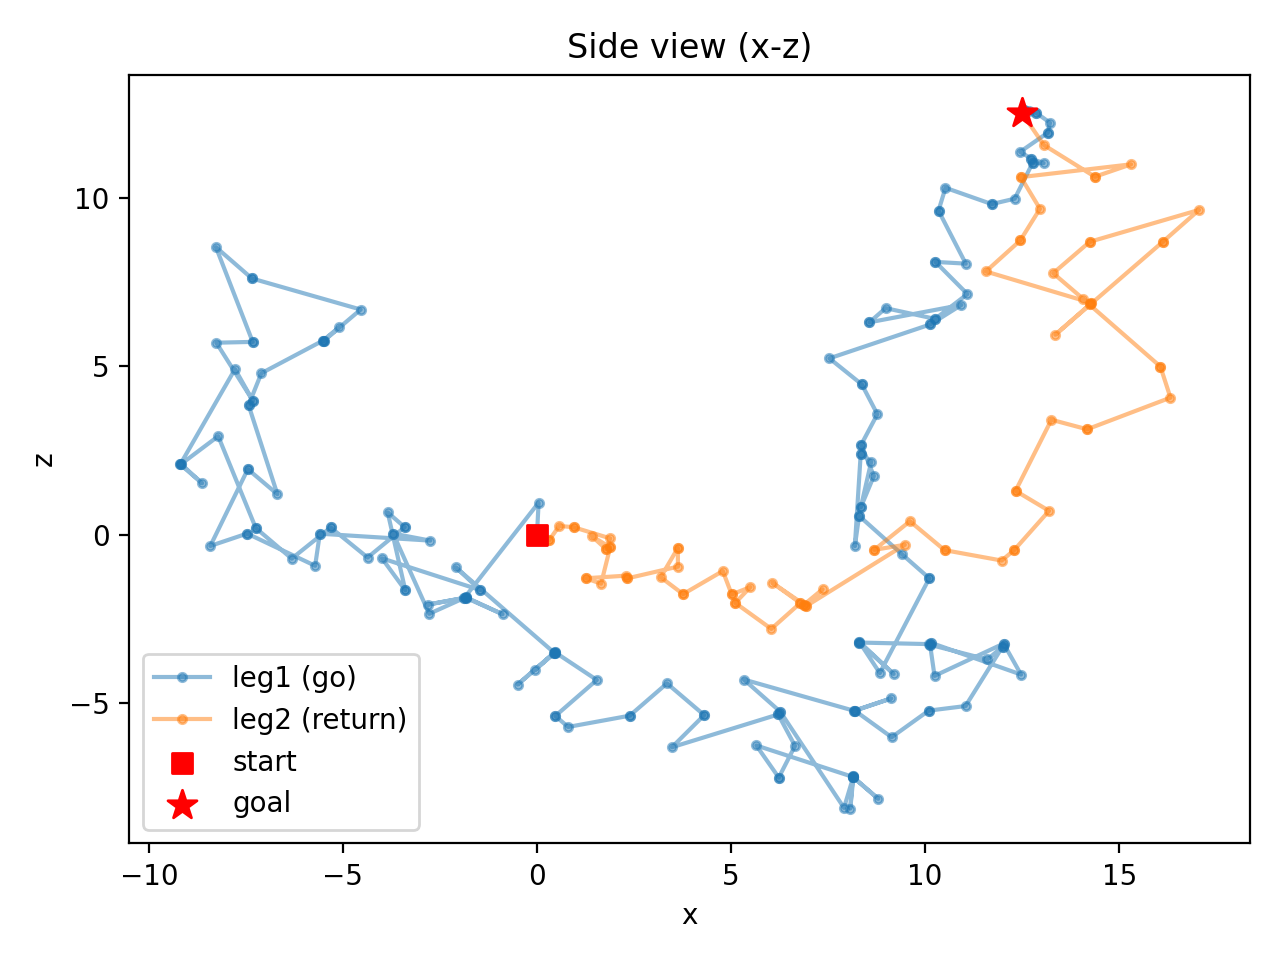 Side view (x-z)
z
10
5
0
−5
−10
−5
0
5
10
15
x
leg1 (go)
leg2 (return)
start
goal